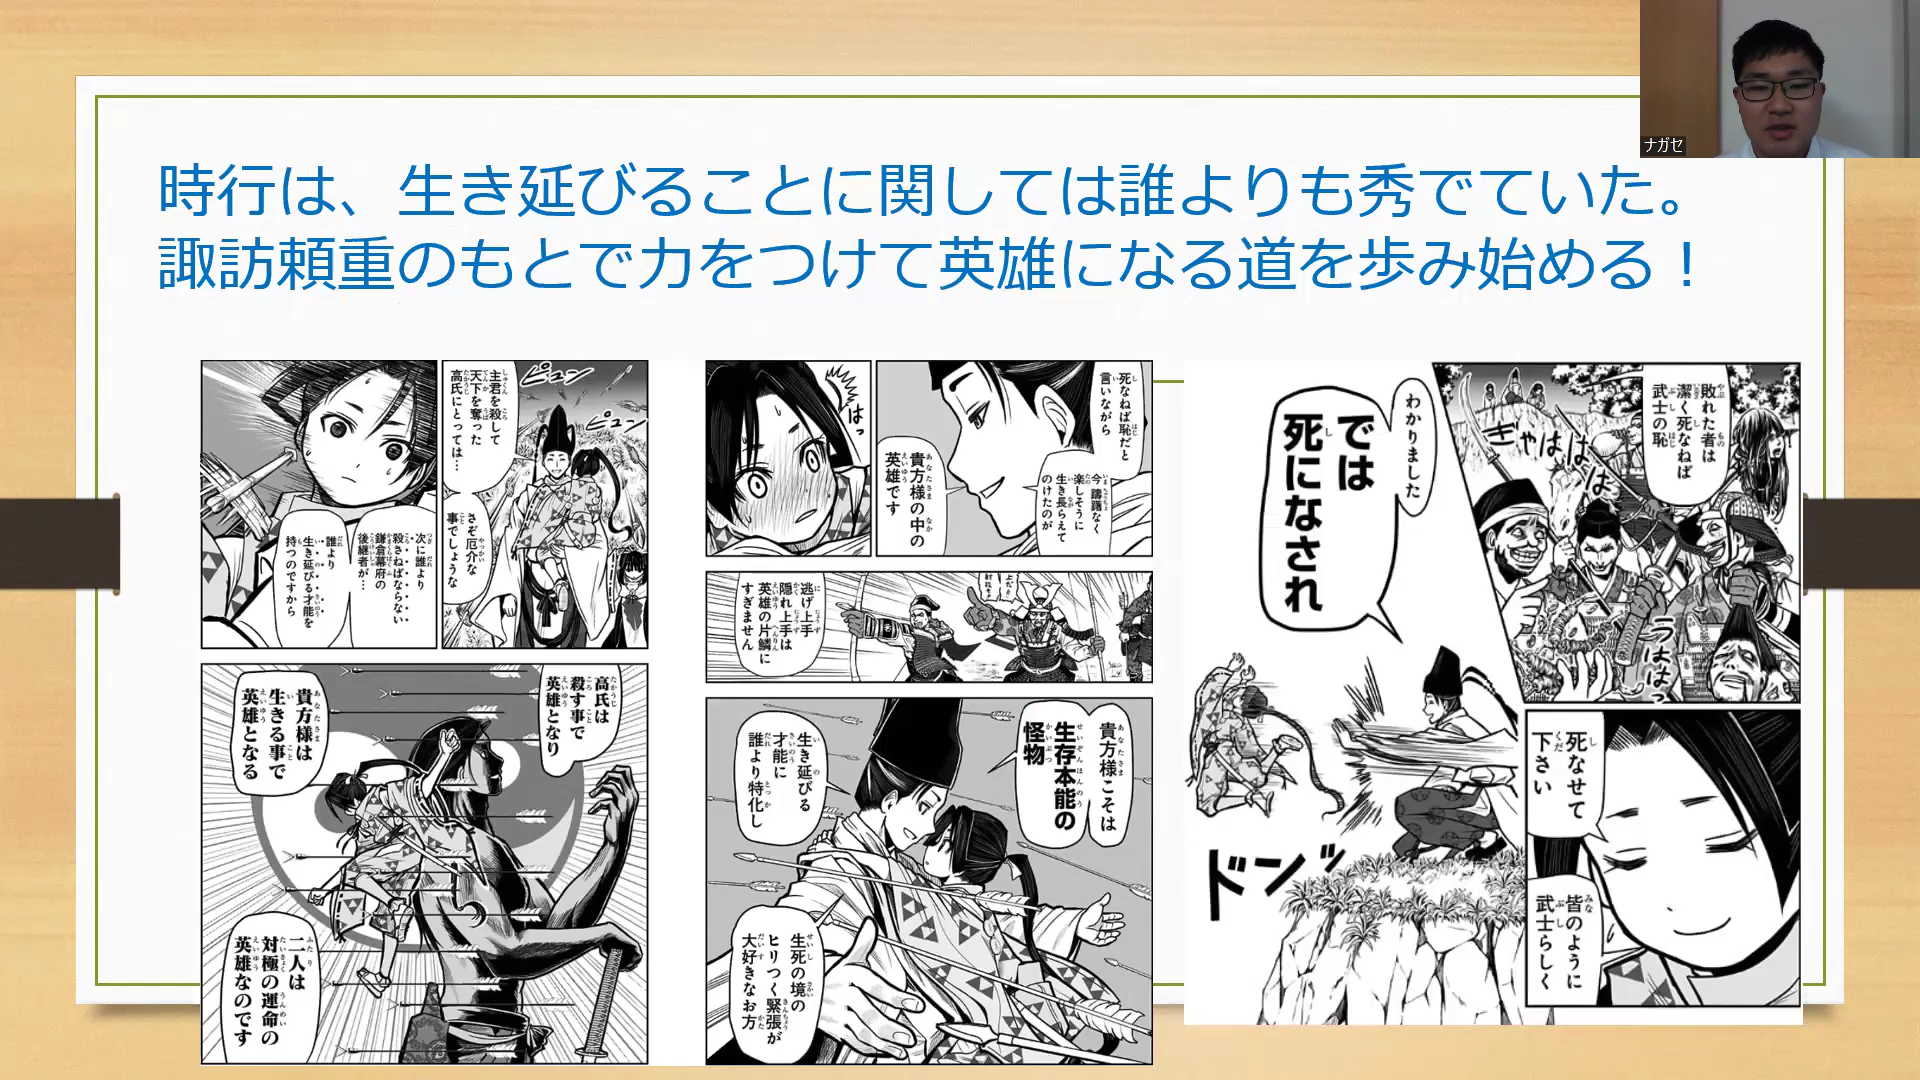 ナガセ
時行は、生き延びることに関しては誰よりも秀でていた。
諏訪頼重のもとで力をつけて英雄になる道を歩み始める！
敗れた者は
潔く死なねば
武士の恥
ぎゃはははは
うははっ
死なせて
下さい
皆のように
武士らしく
わかりました
では
死になされ
ドンッ
死なねば恥だと
言いながら
今躊躇なく
楽しそうに
生き長らえて
のけたのが
貴方様の中の
英雄です
はっ
逃げ上手
隠れ上手は
英雄の片鱗に
すぎません
貴方様こそは
生存本能の
怪物
生き延びる
才能に
誰より特化し
生死の境の
ヒリつく緊張が
大好きなお方
ピュン
ピュン
主君を殺して
天下を奪った
高氏にとっては…
さぞ厄介な
事でしょうな
次に誰より
殺さねばならない
鎌倉幕府の
後継者が…
誰より
生き延びる才能を
持つのですから
高氏は
殺す事で
英雄となり
貴方様は
生きる事で
英雄となる
二人は
対極の運命の
英雄なのです